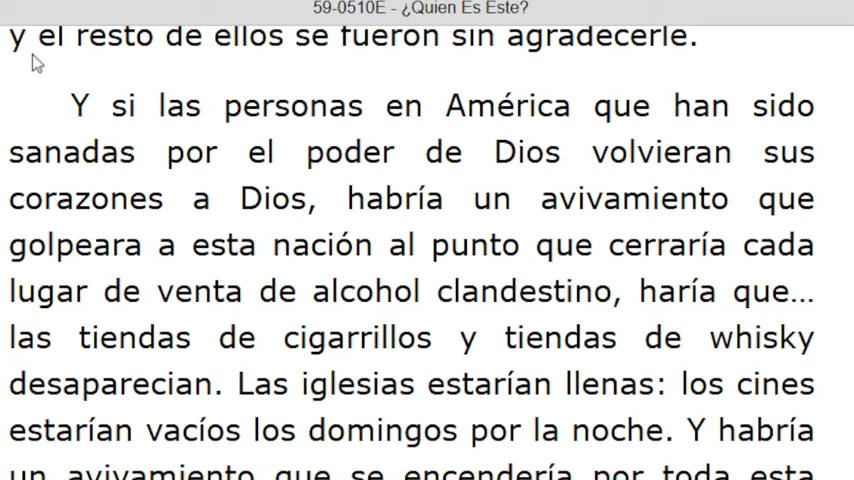 59-0510E - ¿Quien Es Este?
y el resto de ellos se fueron sin agradecerle.
Y si las personas en América que han sido
sanadas por el poder de Dios volvieran sus
corazones a Dios, habría un avivamiento que
golpeara a esta nación al punto que cerraría cada
lugar de venta de alcohol clandestino, haría que...
las tiendas de cigarrillos y tiendas de whisky
desaparecian. Las iglesias estarían llenas: los cines
estarían vacíos los domingos por la noche. Y habría
un avivamiento que se encendería por toda esta